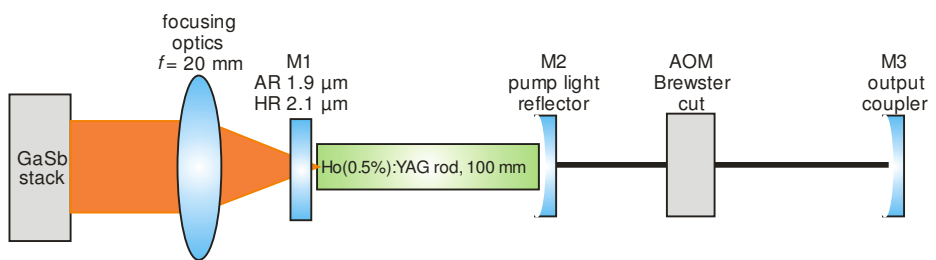 focusing
optics
f = 20 mm
M1
AR 1.9 µm
HR 2.1 µm
M2
pump light
reflector
AOM
Brewster
cut
M3
output
coupler
GaSb
stack
Ho(0.5%):YAG rod, 100 mm